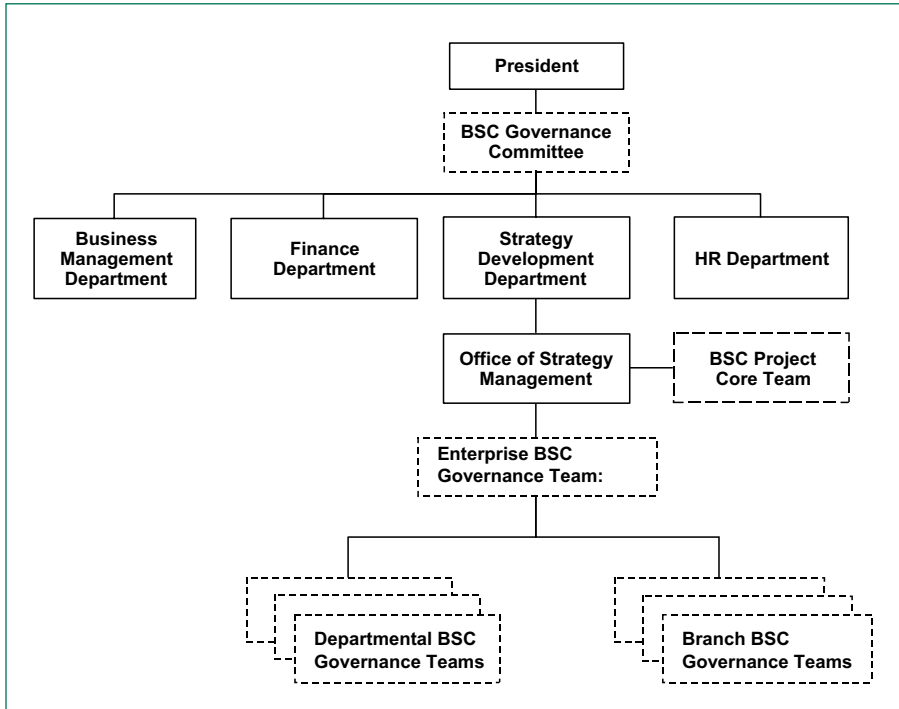 President
BSC Governance
Committee
Business
Management
Department
Finance
Department
Strategy
Development
Department
HR Department
Office of Strategy
Management
BSC Project
Core Team
Enterprise BSC
Governance Team:
Departmental BSC
Governance Teams
Branch BSC
Governance Teams